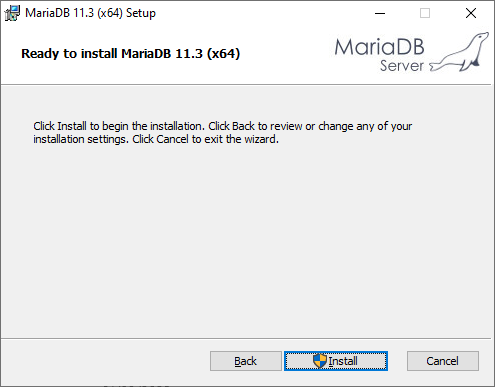 MariaDB 11.3 (x64) Setup
Ready to install MariaDB 11.3 (x64)
MariaDB
Server
Click Install to begin the installation. Click Back to review or change any of your
installation settings. Click Cancel to exit the wizard.
Back
Install
Cancel